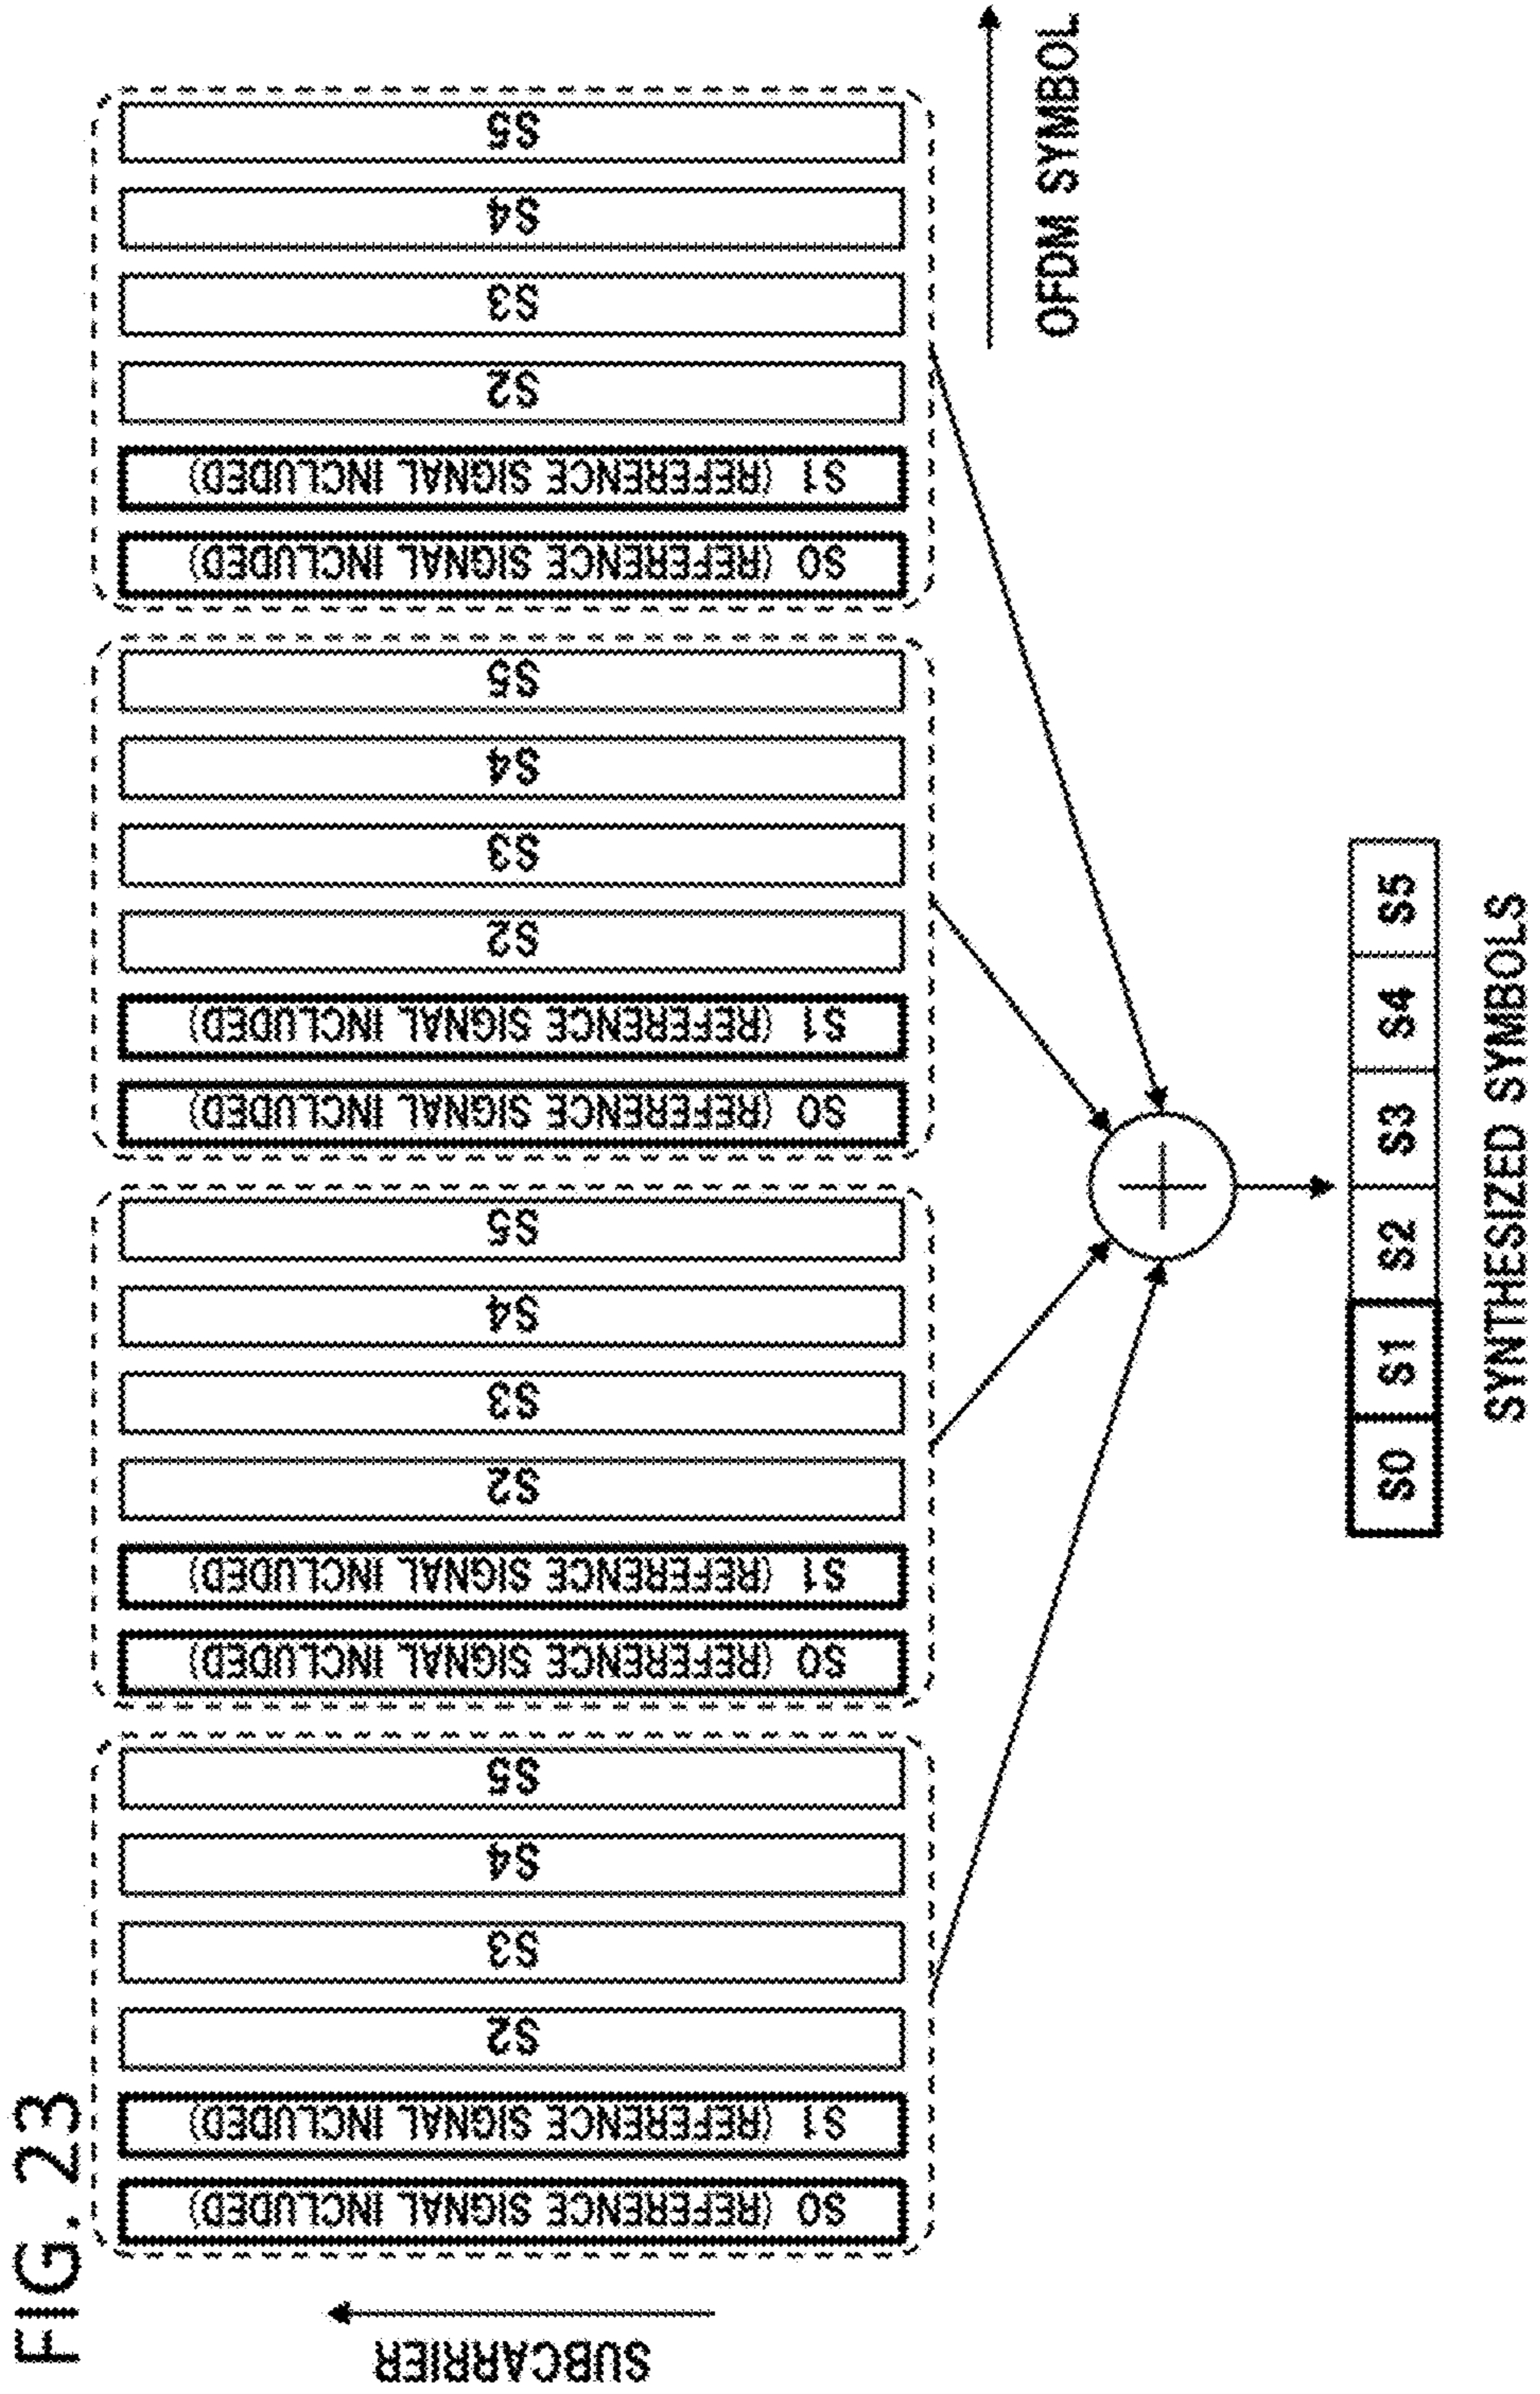 FIG. 23
SUBCARRIER
S0 (REFERENCE SIGNAL INCLUDED)
S1 (REFERENCE SIGNAL INCLUDED)
S2
S3
S4
S5
S0 (REFERENCE SIGNAL INCLUDED)
S1 (REFERENCE SIGNAL INCLUDED)
S2
S3
S4
S5
S0 (REFERENCE SIGNAL INCLUDED)
S1 (REFERENCE SIGNAL INCLUDED)
S2
S3
S4
S5
S0 (REFERENCE SIGNAL INCLUDED)
S1 (REFERENCE SIGNAL INCLUDED)
S2
S3
S4
S5
OFDM SYMBOL
S0 S1 S2 S3 S4 S5
SYNTHESIZED SYMBOLS